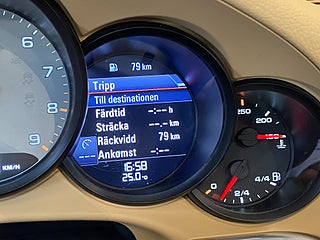 79 km
Tripp
Till destinationen
Färdtid --:-- h
Sträcka --.-- km
Räckvidd 79 km
Ankomst --:--
16:58
25.0°C
6
7
8
9
KM/H
250
200
0
2/4
4/4